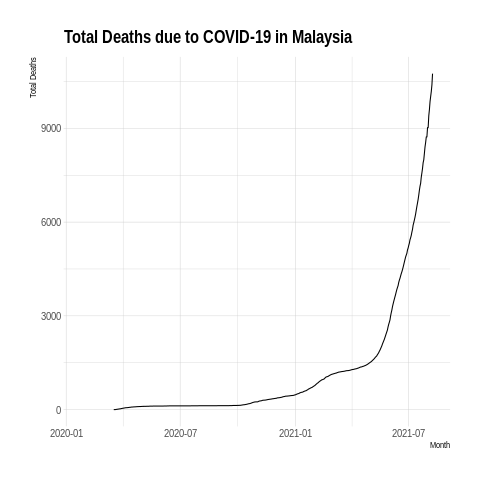 Total Deaths due to COVID-19 in Malaysia
Total Deaths
9000
6000
3000
0
2020-01 2020-07 2021-01 2021-07
Month